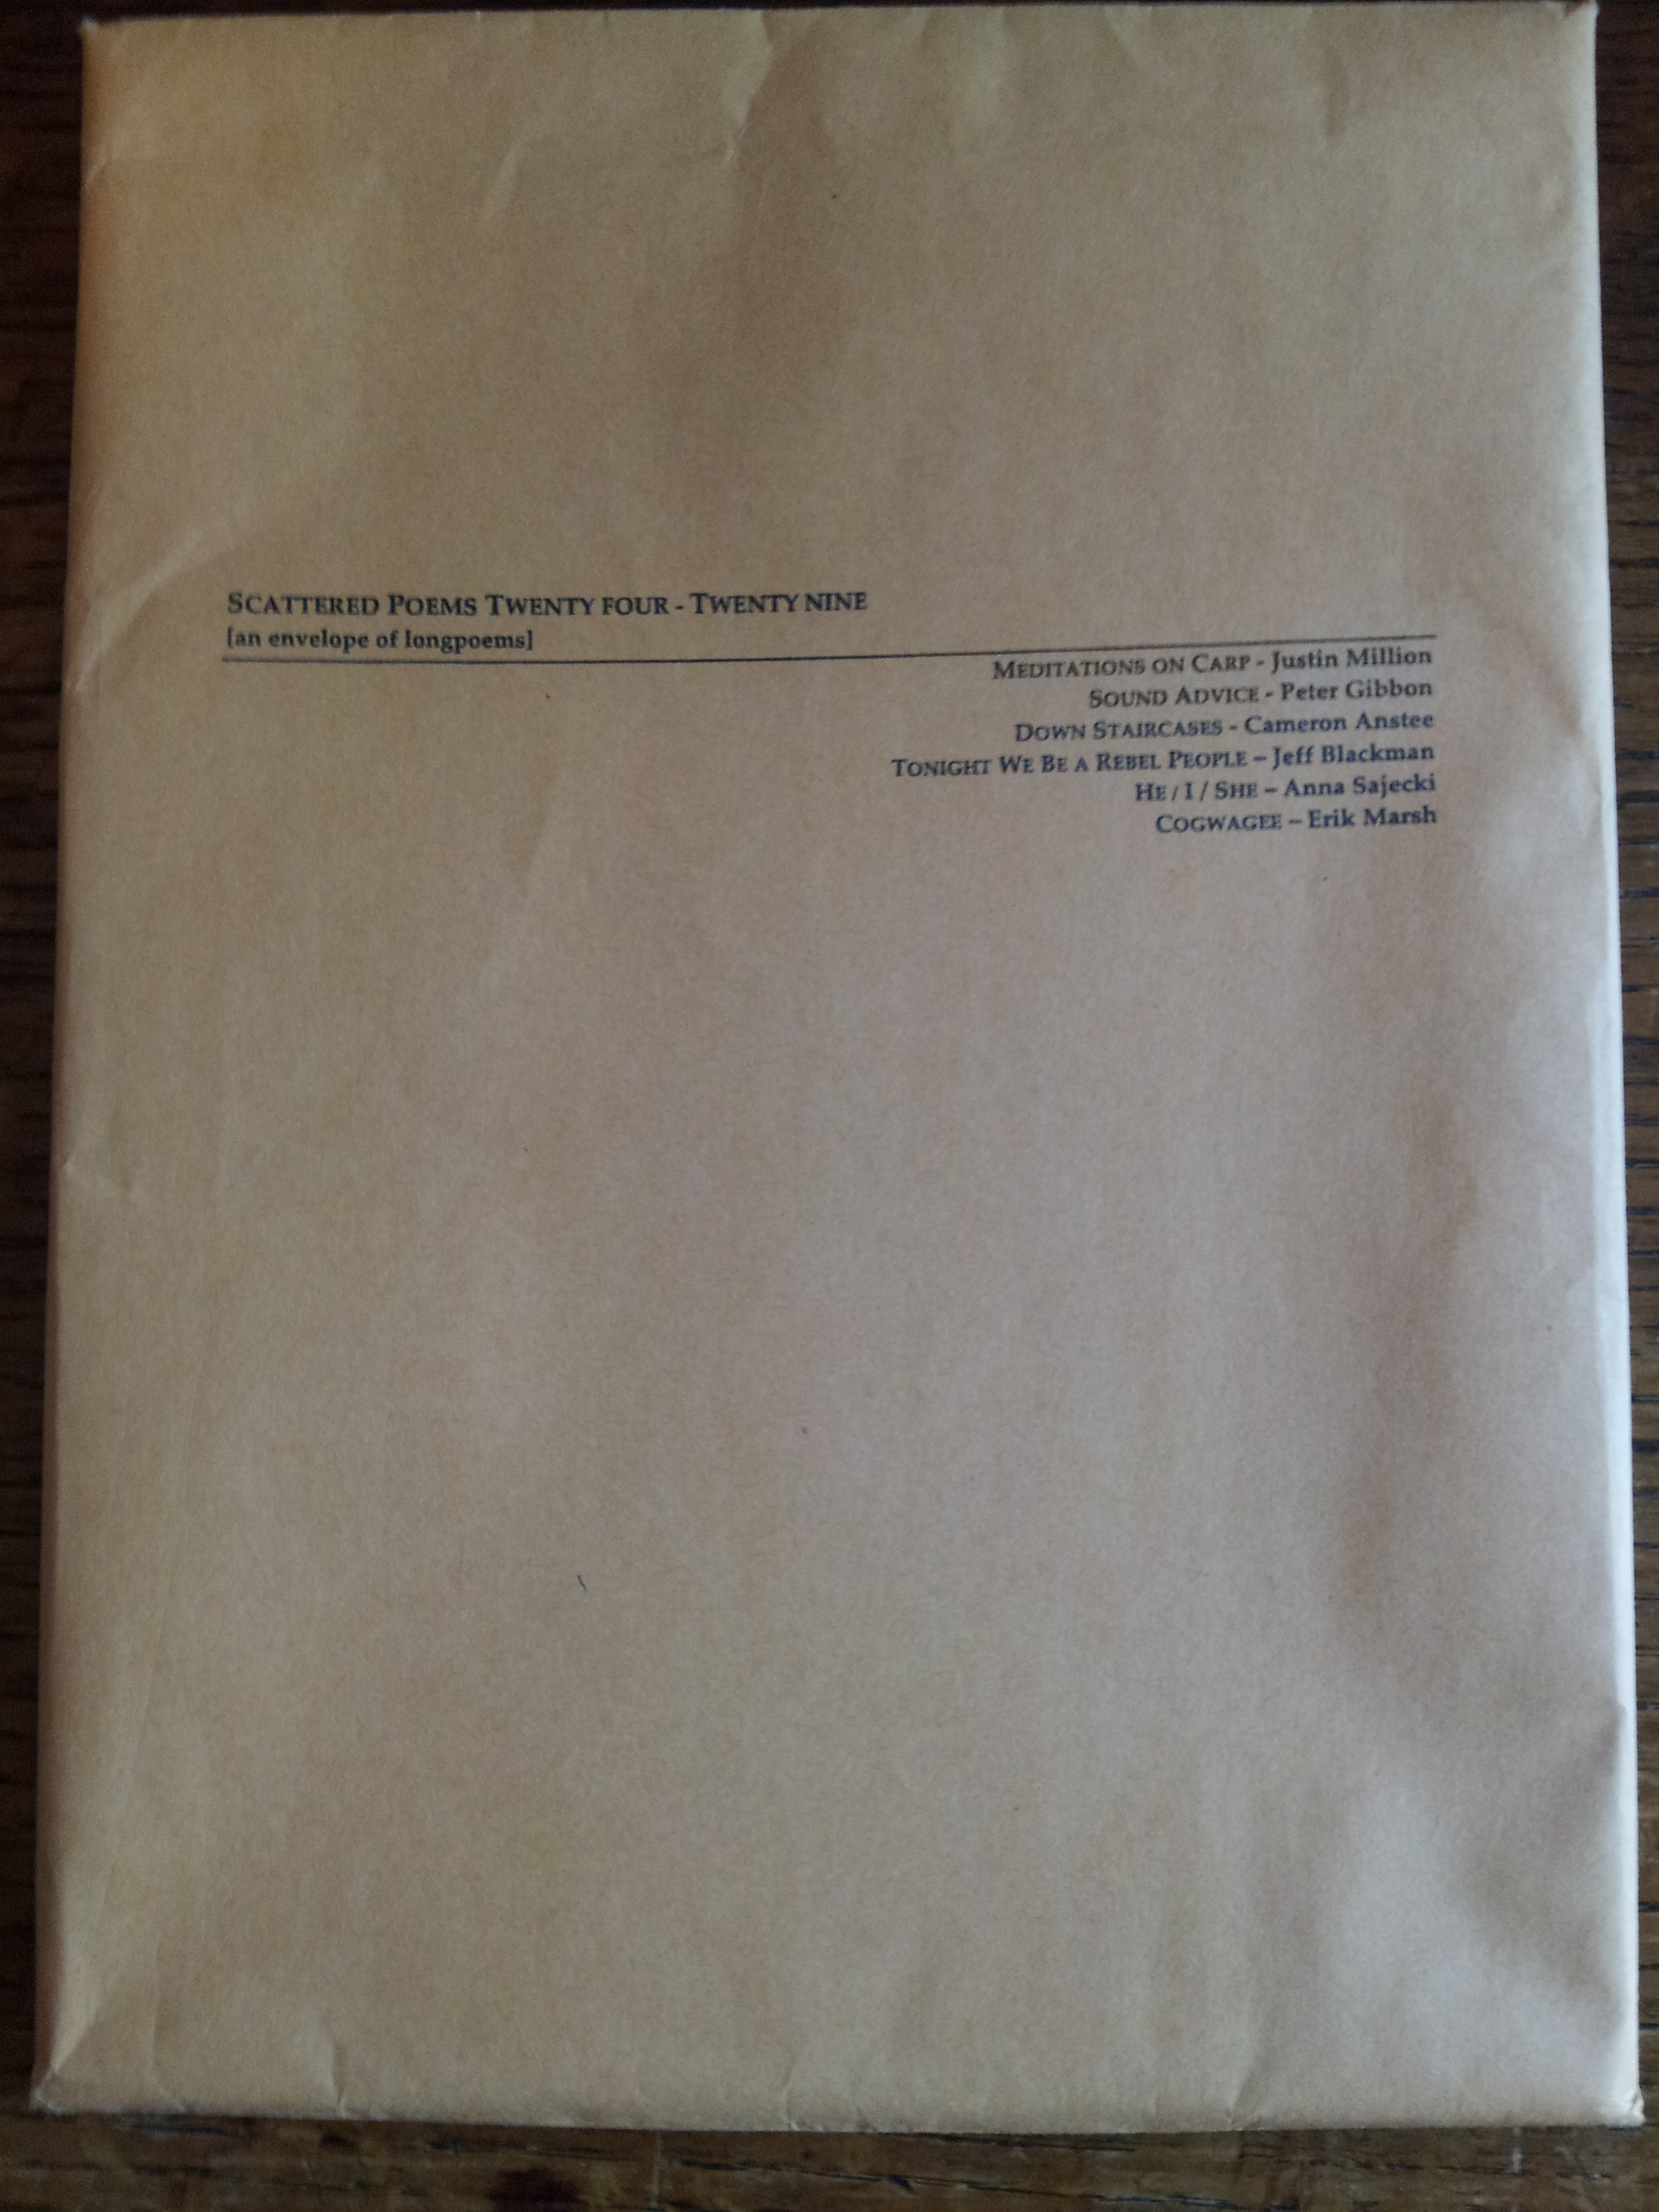 SCATTERED POEMS TWENTY FOUR - TWENTY NINE
[an envelope of longpoems]
MEDITATIONS ON CARP - Justin Million
SOUND ADVICE - Peter Gibbon
DOWN STAIRCASES - Cameron Anstee
TONIGHT WE BE A REBEL PEOPLE – Jeff Blackman
HE / I / SHE – Anna Sajecki
COGWAGEE – Erik Marsh